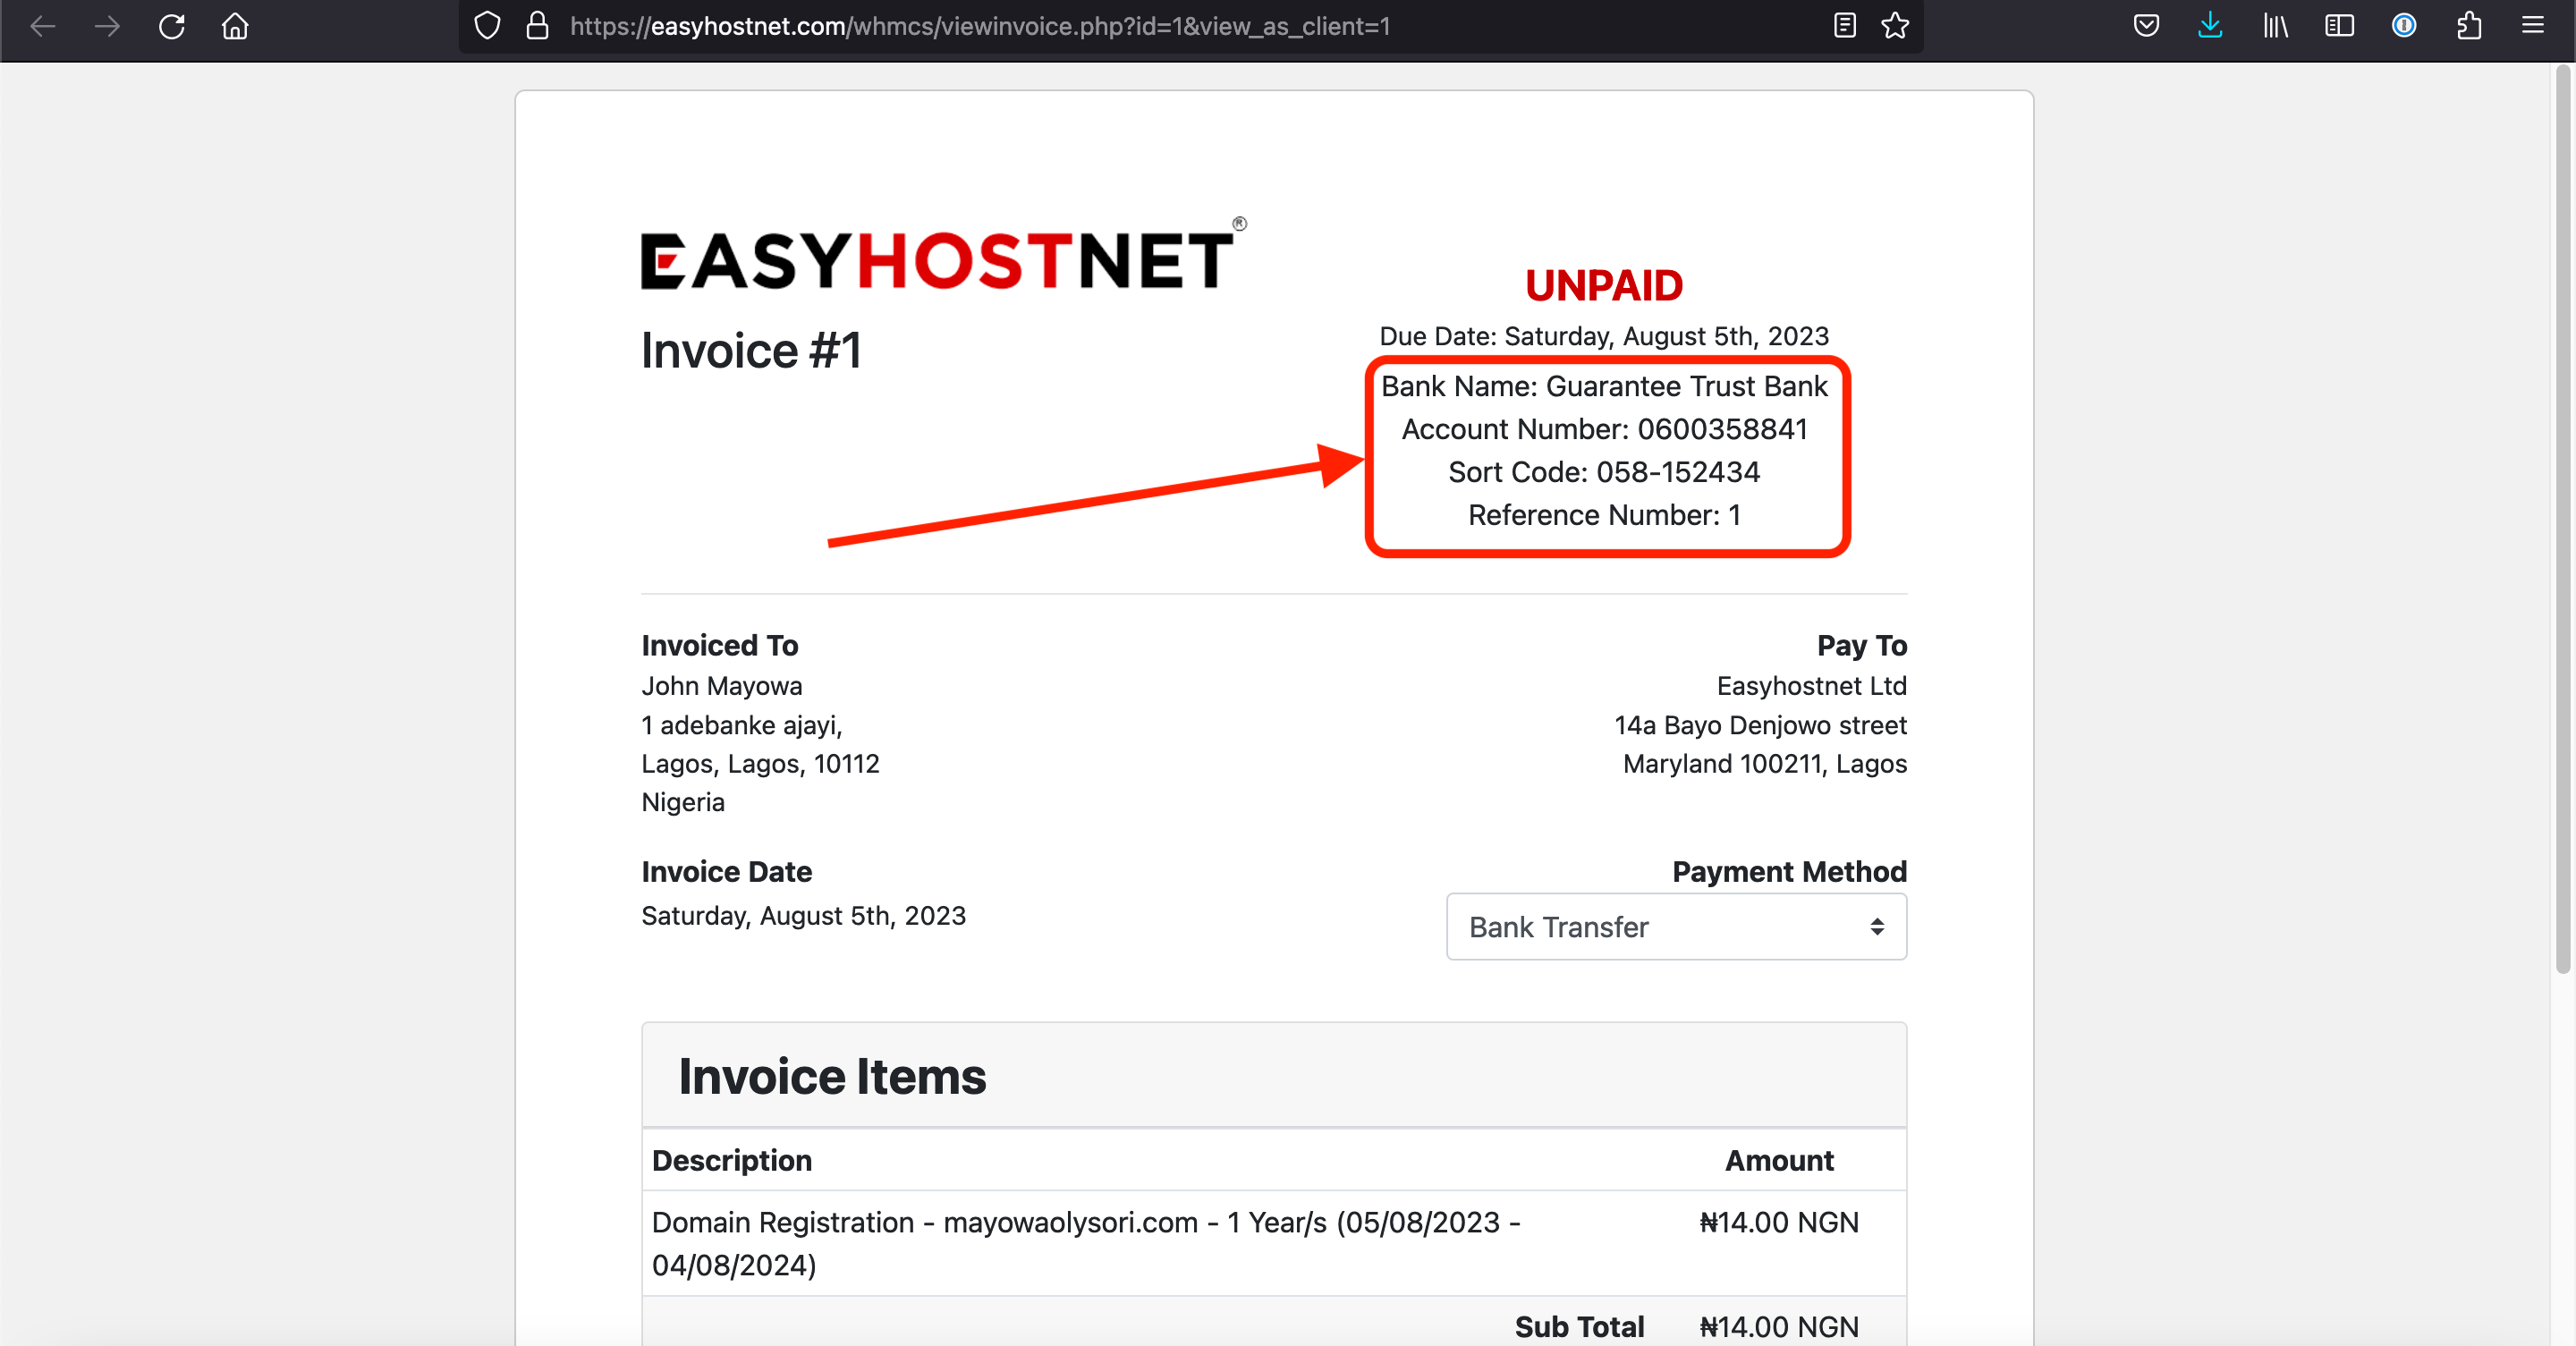 https://easyhostnet.com/whmcs/viewinvoice.php?id=1&view_as_client=1
EASYHOSTNET®
Invoice #1
UNPAID
Due Date: Saturday, August 5th, 2023
Bank Name: Guarantee Trust Bank
Account Number: 0600358841
Sort Code: 058-152434
Reference Number: 1
Invoiced To
John Mayowa
1 adebanke ajayi,
Lagos, Lagos, 10112
Nigeria
Pay To
Easyhostnet Ltd
14a Bayo Denjowo street
Maryland 100211, Lagos
Invoice Date
Saturday, August 5th, 2023
Payment Method
Bank Transfer
Invoice Items
Description Amount
Domain Registration - mayowaolysori.com - 1 Year/s (05/08/2023 - ₦14.00 NGN
04/08/2024)
Sub Total ₦14.00 NGN